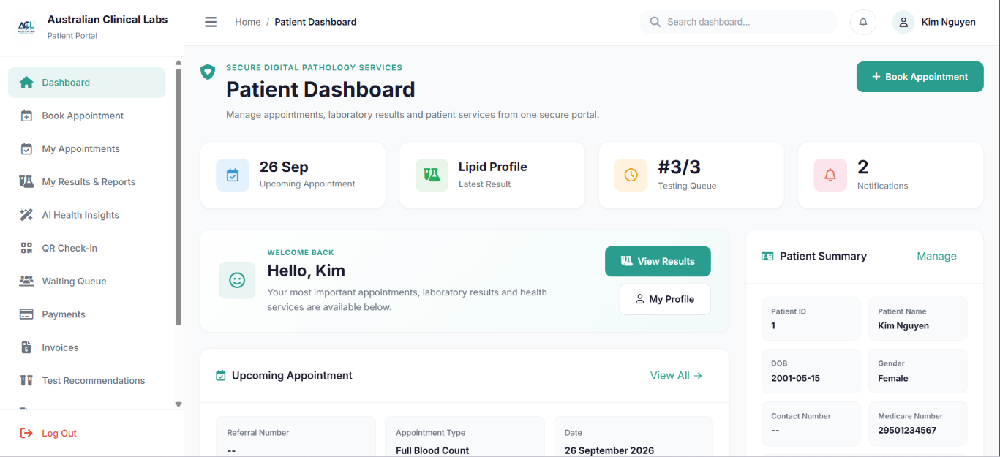 ACL
Australian Clinical Labs
Patient Portal
Home / Patient Dashboard
Search dashboard...
Kim Nguyen
Dashboard
Book Appointment
My Appointments
My Results & Reports
AI Health Insights
QR Check-in
Waiting Queue
Payments
Invoices
Test Recommendations
Log Out
SECURE DIGITAL PATHOLOGY SERVICES
Patient Dashboard
Manage appointments, laboratory results and patient services from one secure portal.
+ Book Appointment
26 Sep
Upcoming Appointment
Lipid Profile
Latest Result
#3/3
Testing Queue
2
Notifications
WELCOME BACK
Hello, Kim
Your most important appointments, laboratory results and health
services are available below.
View Results
My Profile
Upcoming Appointment
View All →
Referral Number
--
Appointment Type
Full Blood Count
Date
26 September 2026
Patient Summary
Manage
Patient ID
1
Patient Name
Kim Nguyen
DOB
2001-05-15
Gender
Female
Contact Number
--
Medicare Number
29501234567